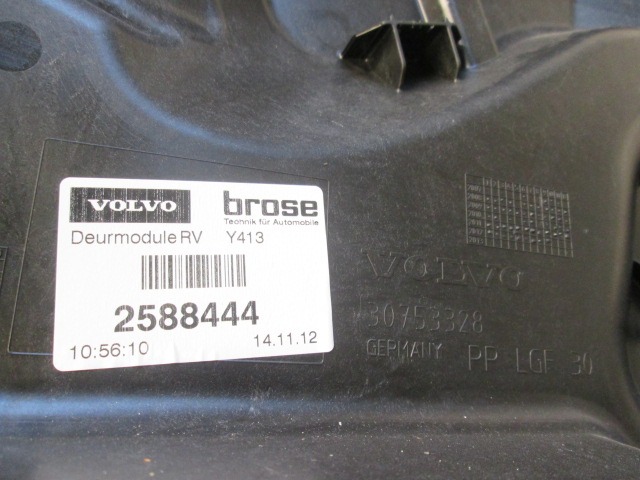 VOLVO brose
Technik für Automobile
Deurmodule RV Y413
2588444
10:56:10 14.11.12
VOLVO
30753328
GERMANY PP LGF 30